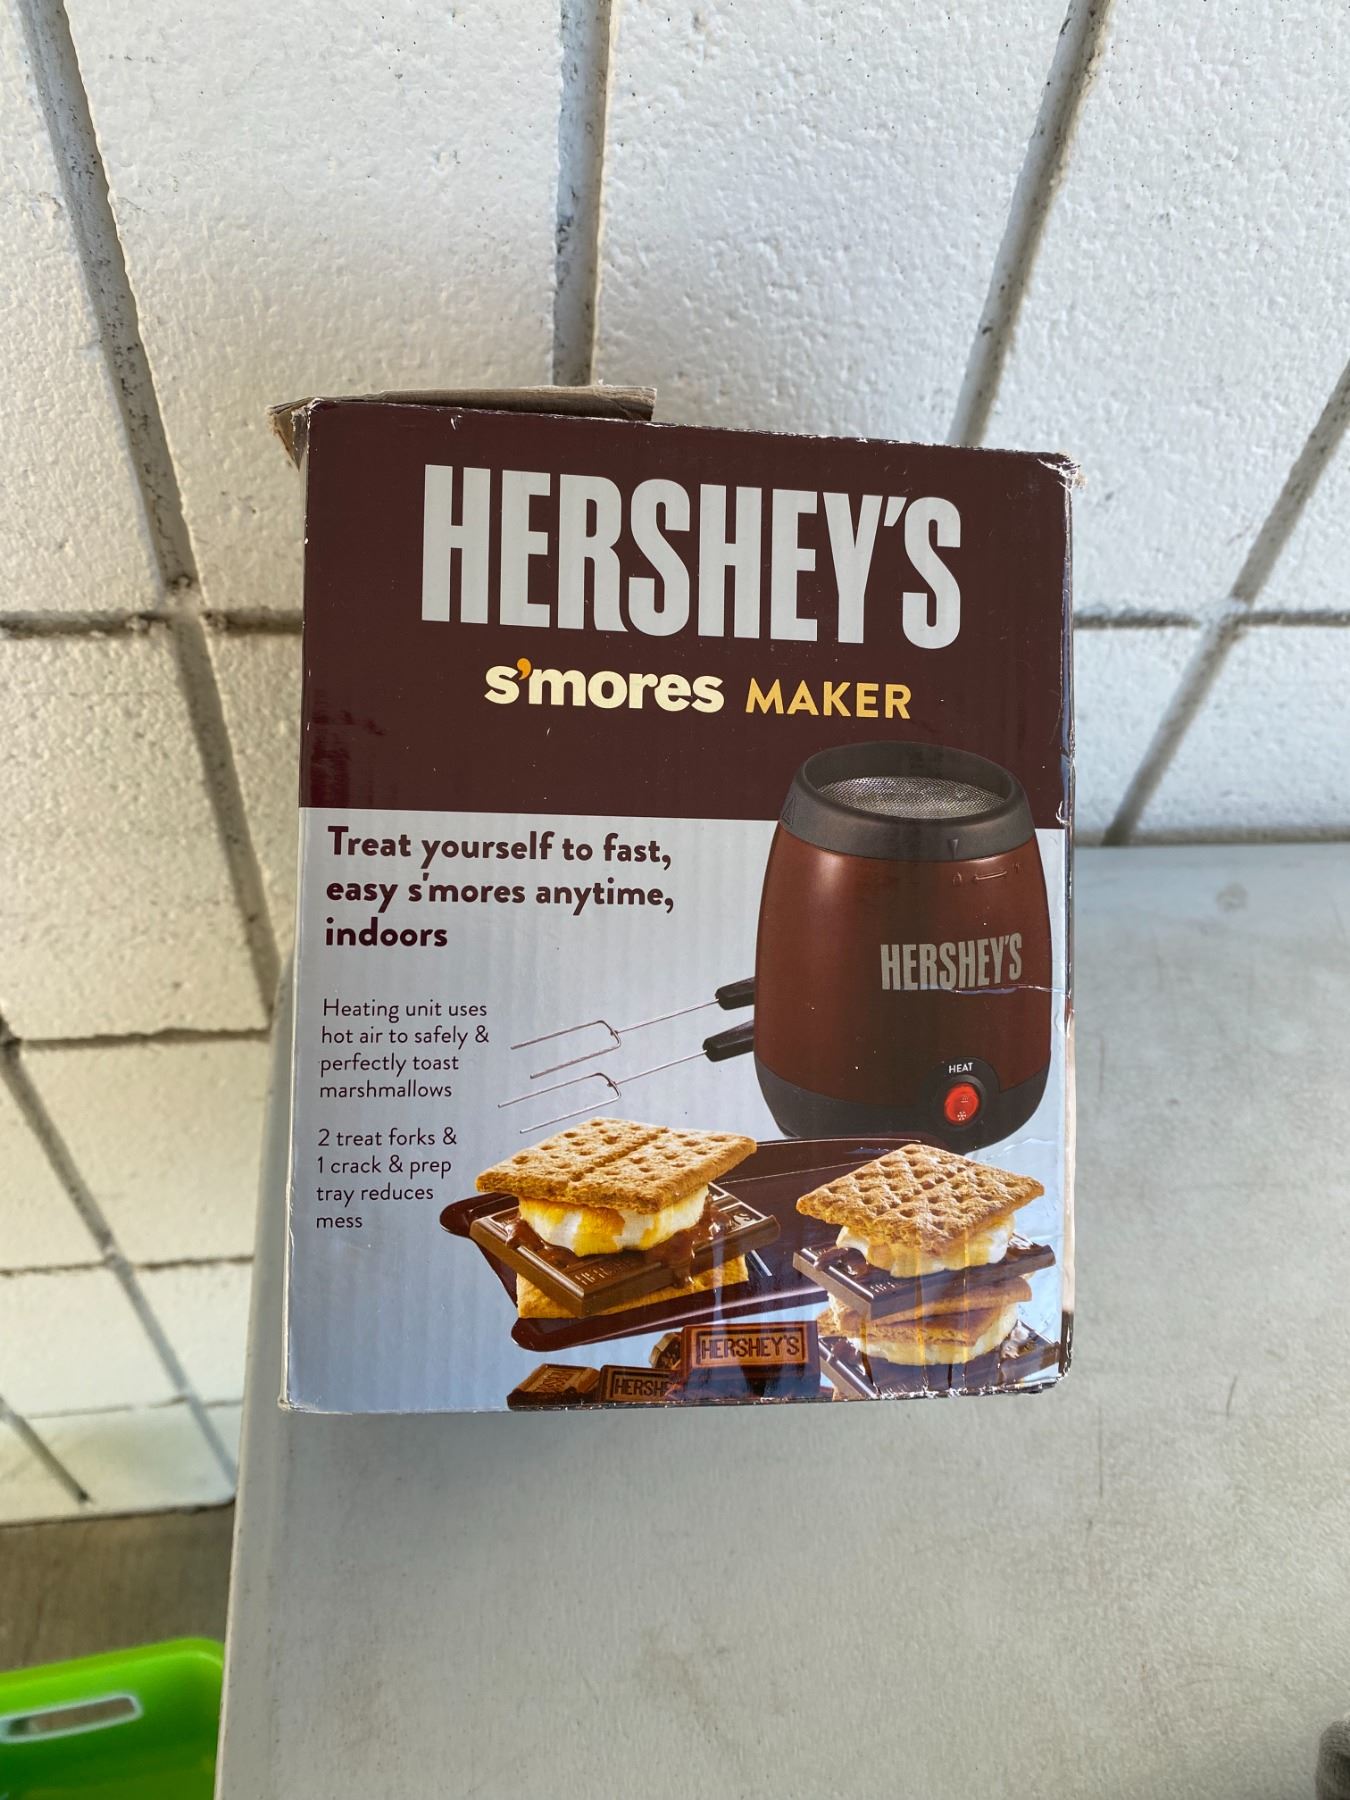 HERSHEY'S
s'mores MAKER
Treat yourself to fast,
easy s'mores anytime,
indoors
Heating unit uses
hot air to safely &
perfectly toast
marshmallows
2 treat forks &
1 crack & prep
tray reduces
mess
HERSHEY'S
HEAT
HERSHEY'S
HERSHE